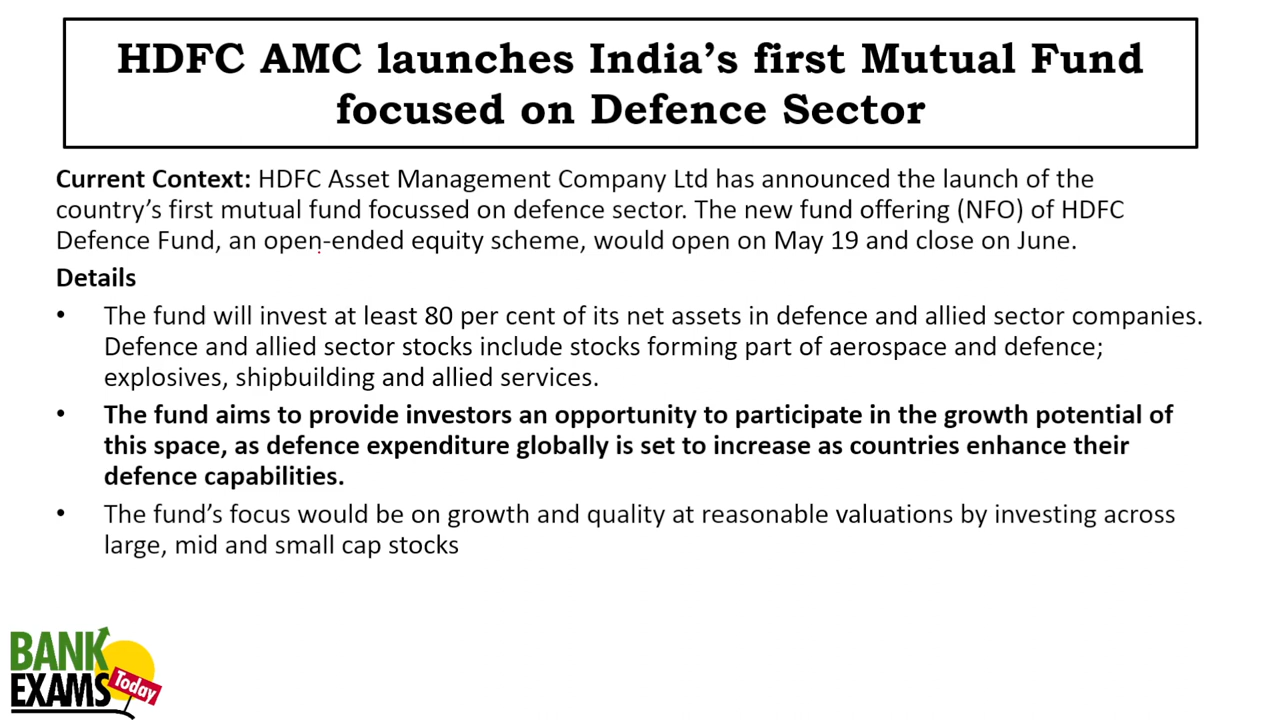 HDFC AMC launches India's first Mutual Fund
focused on Defence Sector
Current Context: HDFC Asset Management Company Ltd has announced the launch of the
country's first mutual fund focussed on defence sector. The new fund offering (NFO) of HDFC
Defence Fund, an open-ended equity scheme, would open on May 19 and close on June.
Details
• The fund will invest at least 80 per cent of its net assets in defence and allied sector companies.
Defence and allied sector stocks include stocks forming part of aerospace and defence;
explosives, shipbuilding and allied services.
• The fund aims to provide investors an opportunity to participate in the growth potential of
this space, as defence expenditure globally is set to increase as countries enhance their
defence capabilities.
• The fund's focus would be on growth and quality at reasonable valuations by investing across
large, mid and small cap stocks
BANK
EXAMS Today